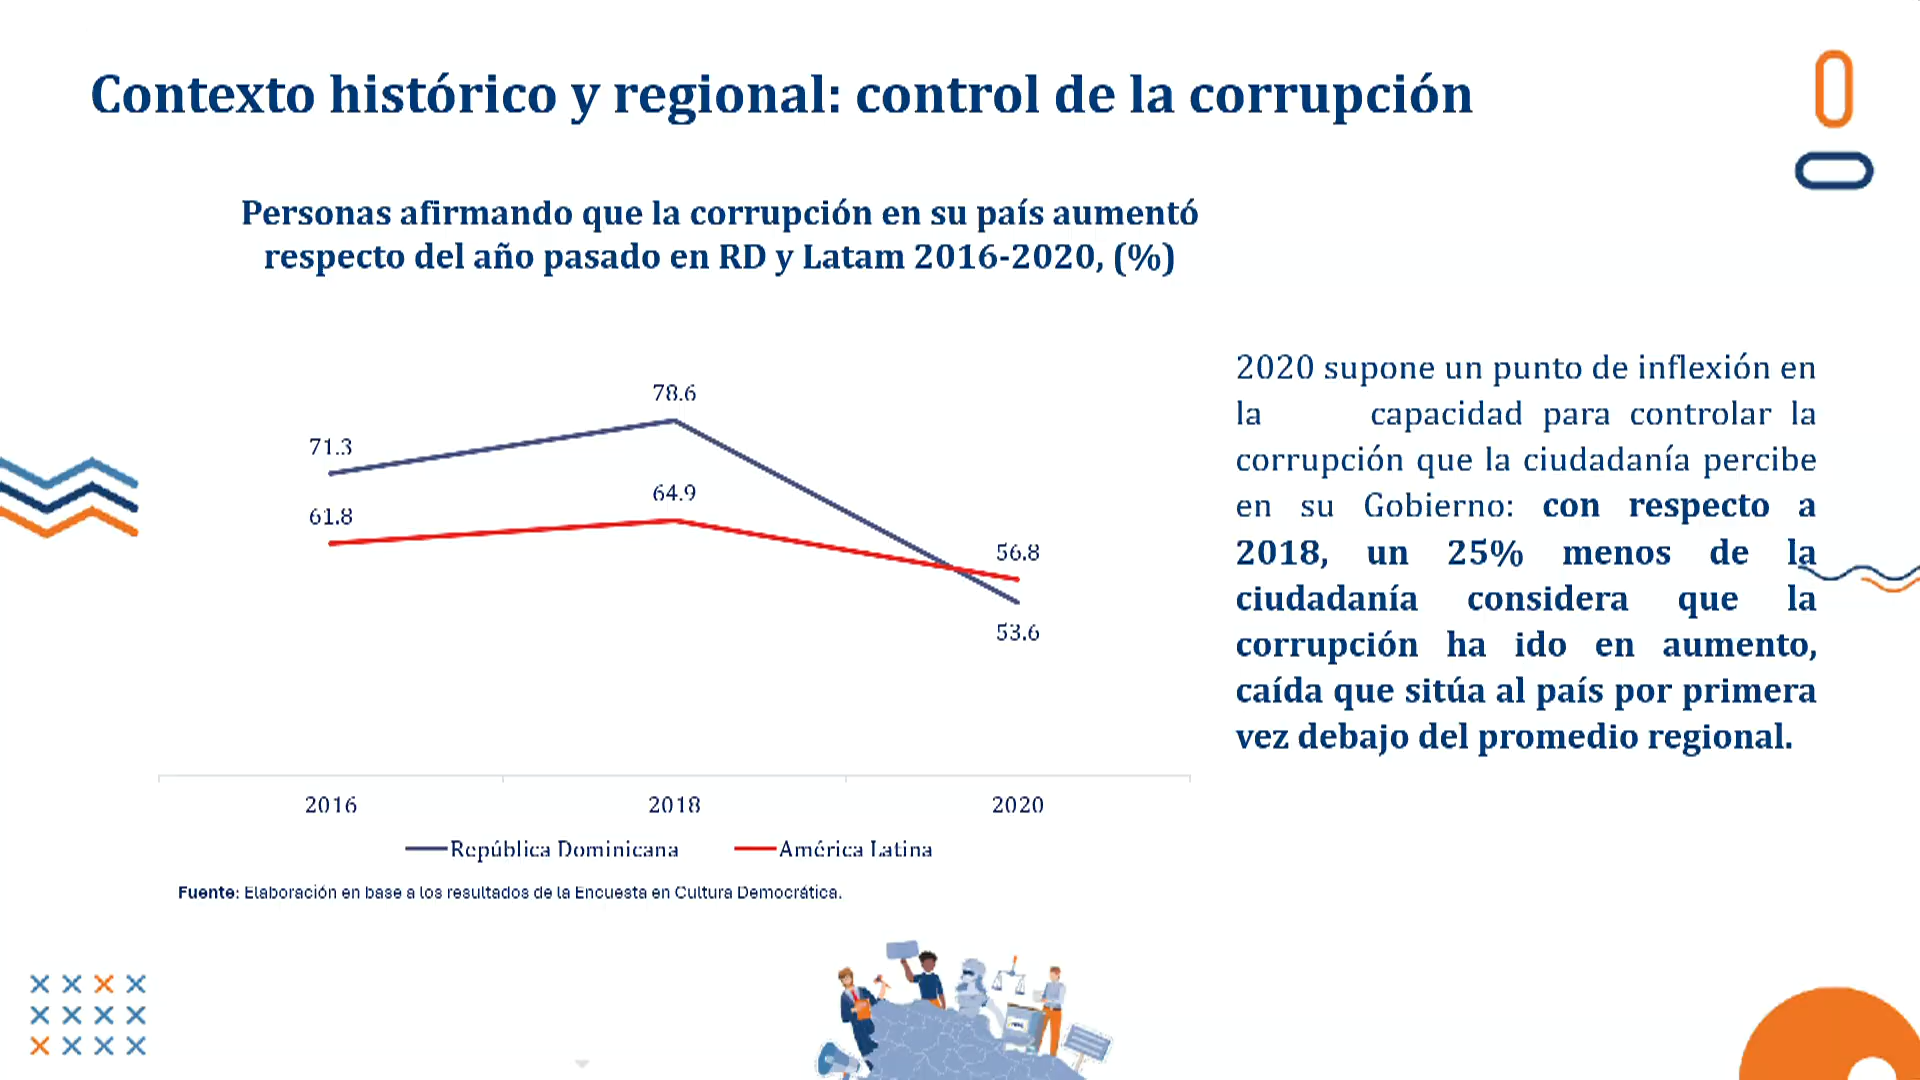 Contexto histórico y regional: control de la corrupción
Personas afirmando que la corrupción en su país aumentó
respecto del año pasado en RD y Latam 2016-2020, (%)
78.6
71.3
64.9
61.8
56.8
53.6
2016
2018
2020
República Dominicana
América Latina
Fuente: Elaboración en base a los resultados de la Encuesta en Cultura Democrática.
2020 supone un punto de inflexión en
la capacidad para controlar la
corrupción que la ciudadanía percibe
en su Gobierno: con respecto a
2018, un 25% menos de la
ciudadanía considera que la
corrupción ha ido en aumento,
caída que sitúa al país por primera
vez debajo del promedio regional.